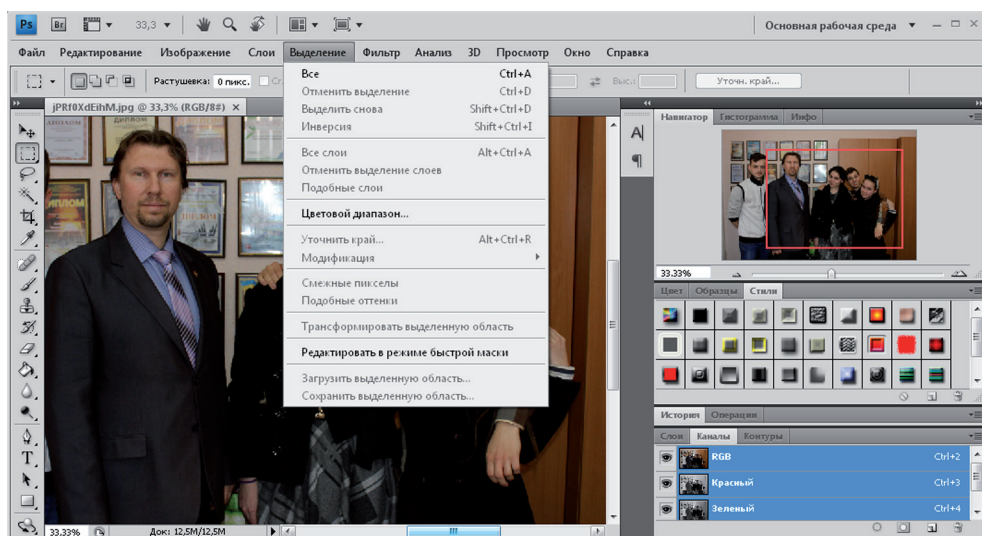 Ps Br 33,3 Основная рабочая среда
Файл Редактирование Изображение Слои Выделение Фильтр Анализ 3D Просмотр Окно Справка
Растушевка: 0 пикс. Выс.: Уточн. край...
jPRf0XdEihM.jpg @ 33,3% (RGB/8#) ×
Все Ctrl+A
Отменить выделение Ctrl+D
Выделить снова Shift+Ctrl+D
Инверсия Shift+Ctrl+I
Все слои Alt+Ctrl+A
Отменить выделение слоев
Подобные слои
Цветовой диапазон...
Уточнить край... Alt+Ctrl+R
Модификация
Смежные пикселы
Подобные оттенки
Трансформировать выделенную область
Редактировать в режиме быстрой маски
Загрузить выделенную область...
Сохранить выделенную область...
ДИПЛОМ
ДИПЛОМ
33,33% Док: 12,5M/12,5M
Навигатор Гистограмма Инфо
33.33%
Цвет Образцы Стили
История Операции
Слои Каналы Контуры
RGB Ctrl+2
Красный Ctrl+3
Зеленый Ctrl+4